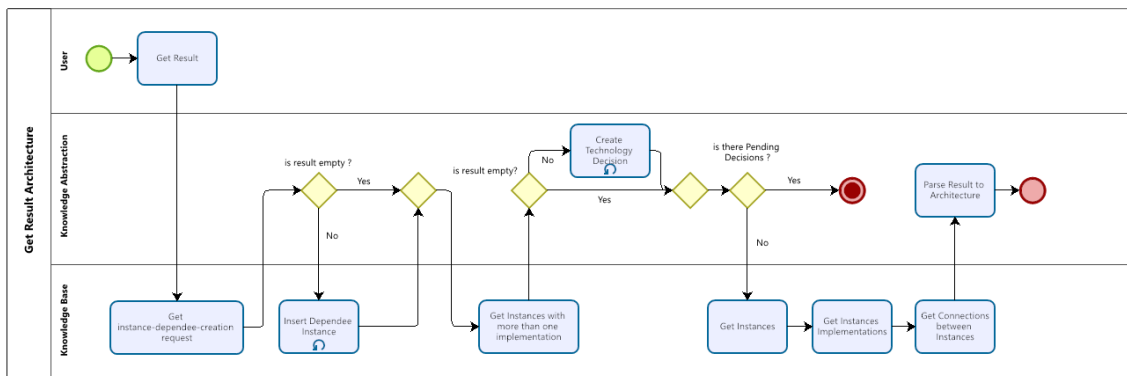 Get Result Architecture
User
Get Result
Knowledge Abstraction
is result empty ?
Yes
No
is result empty?
No
Create
Technology
Decision
Yes
is there Pending
Decisions ?
Yes
No
Parse Result to
Architecture
Knowledge Base
Get
instance-dependee-creation
request
Insert Dependee
Instance
Get Instances with
more than one
implementation
Get Instances
Get Instances
Implementations
Get Connections
between
Instances